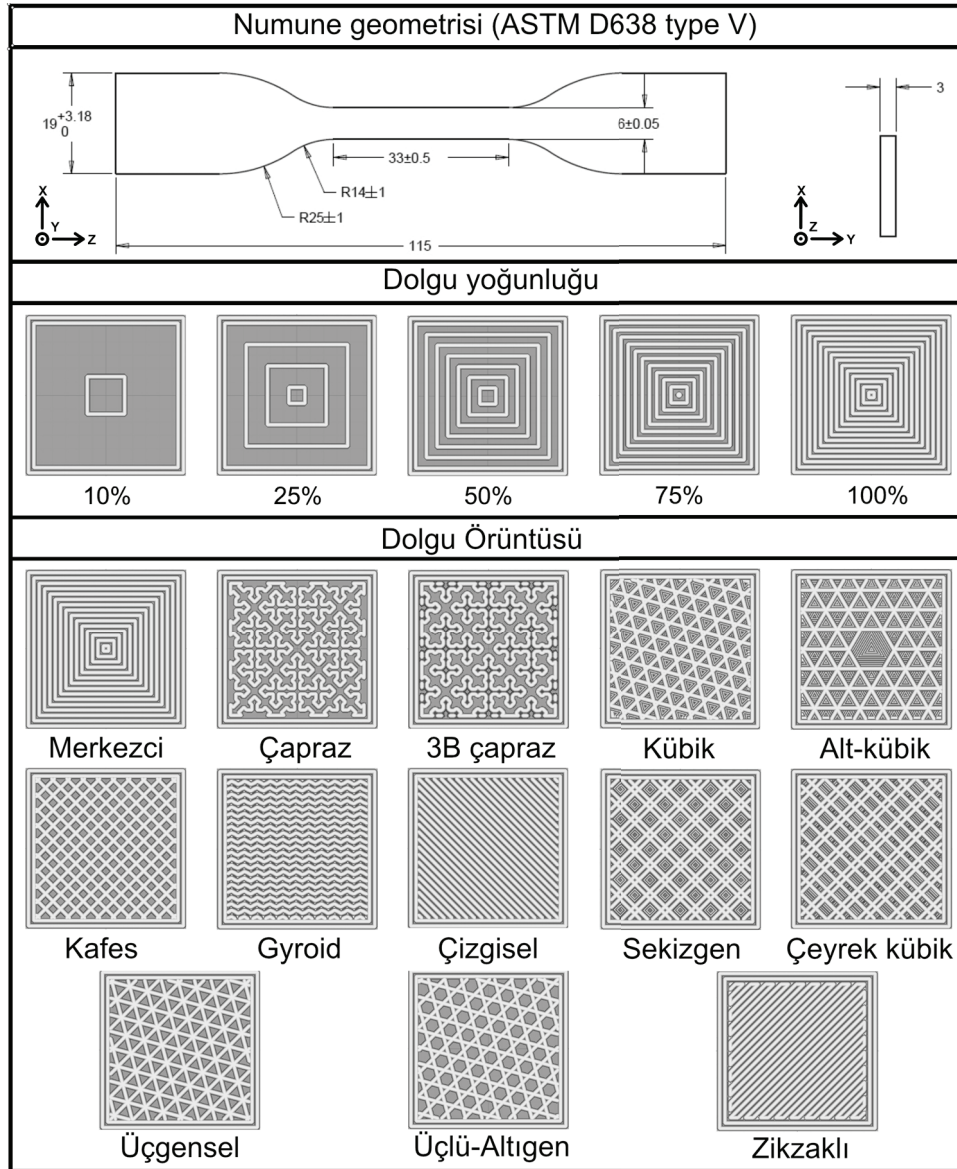 Numune geometrisi (ASTM D638 type V)
19 +3.18 0
33±0.5
6±0.05
R14±1
R25±1
115
3
X
Y
Z
X
Z
Y
Dolgu yoğunluğu
10% 25% 50% 75% 100%
Dolgu Örüntüsü
Merkezci Çapraz 3B çapraz Kübik Alt-kübik
Kafes Gyroid Çizgisel Sekizgen Çeyrek kübik
Üçgensel Üçlü-Altıgen Zikzaklı